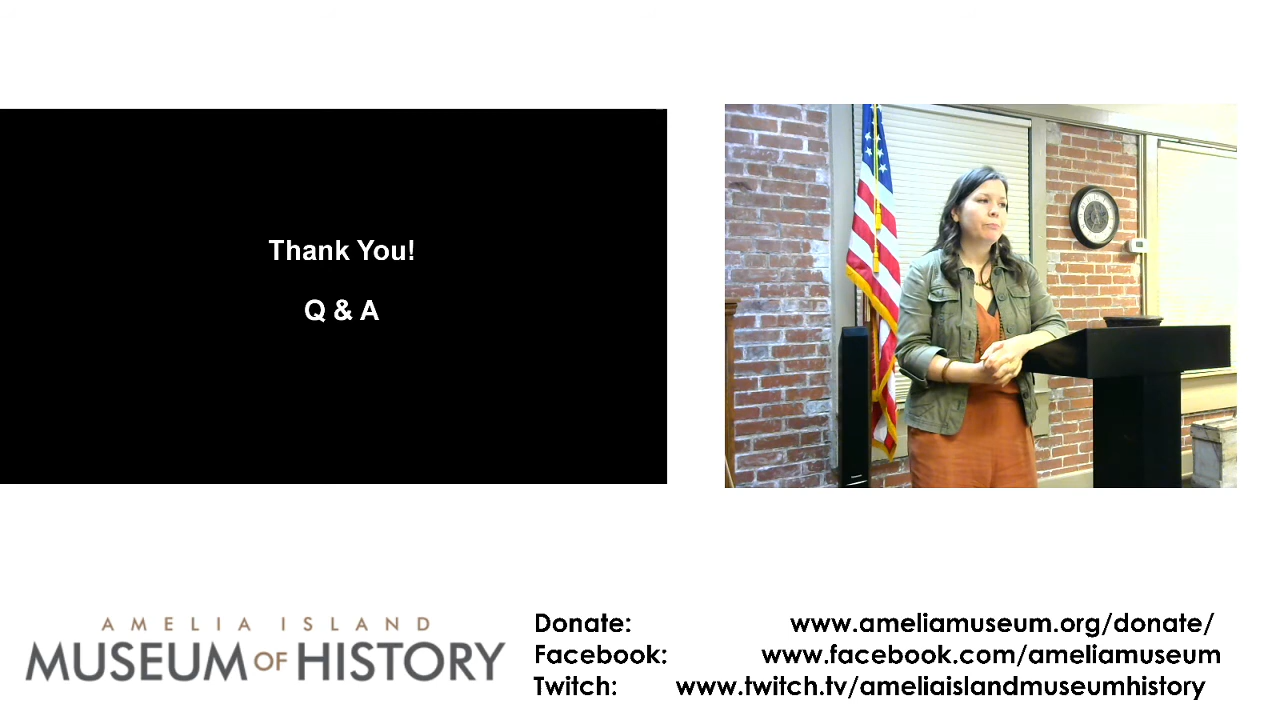 Thank You!
Q & A
AMELIA ISLAND
MUSEUM OF HISTORY
Donate: www.ameliamuseum.org/donate/
Facebook: www.facebook.com/ameliamuseum
Twitch: www.twitch.tv/ameliaislandmuseumhistory